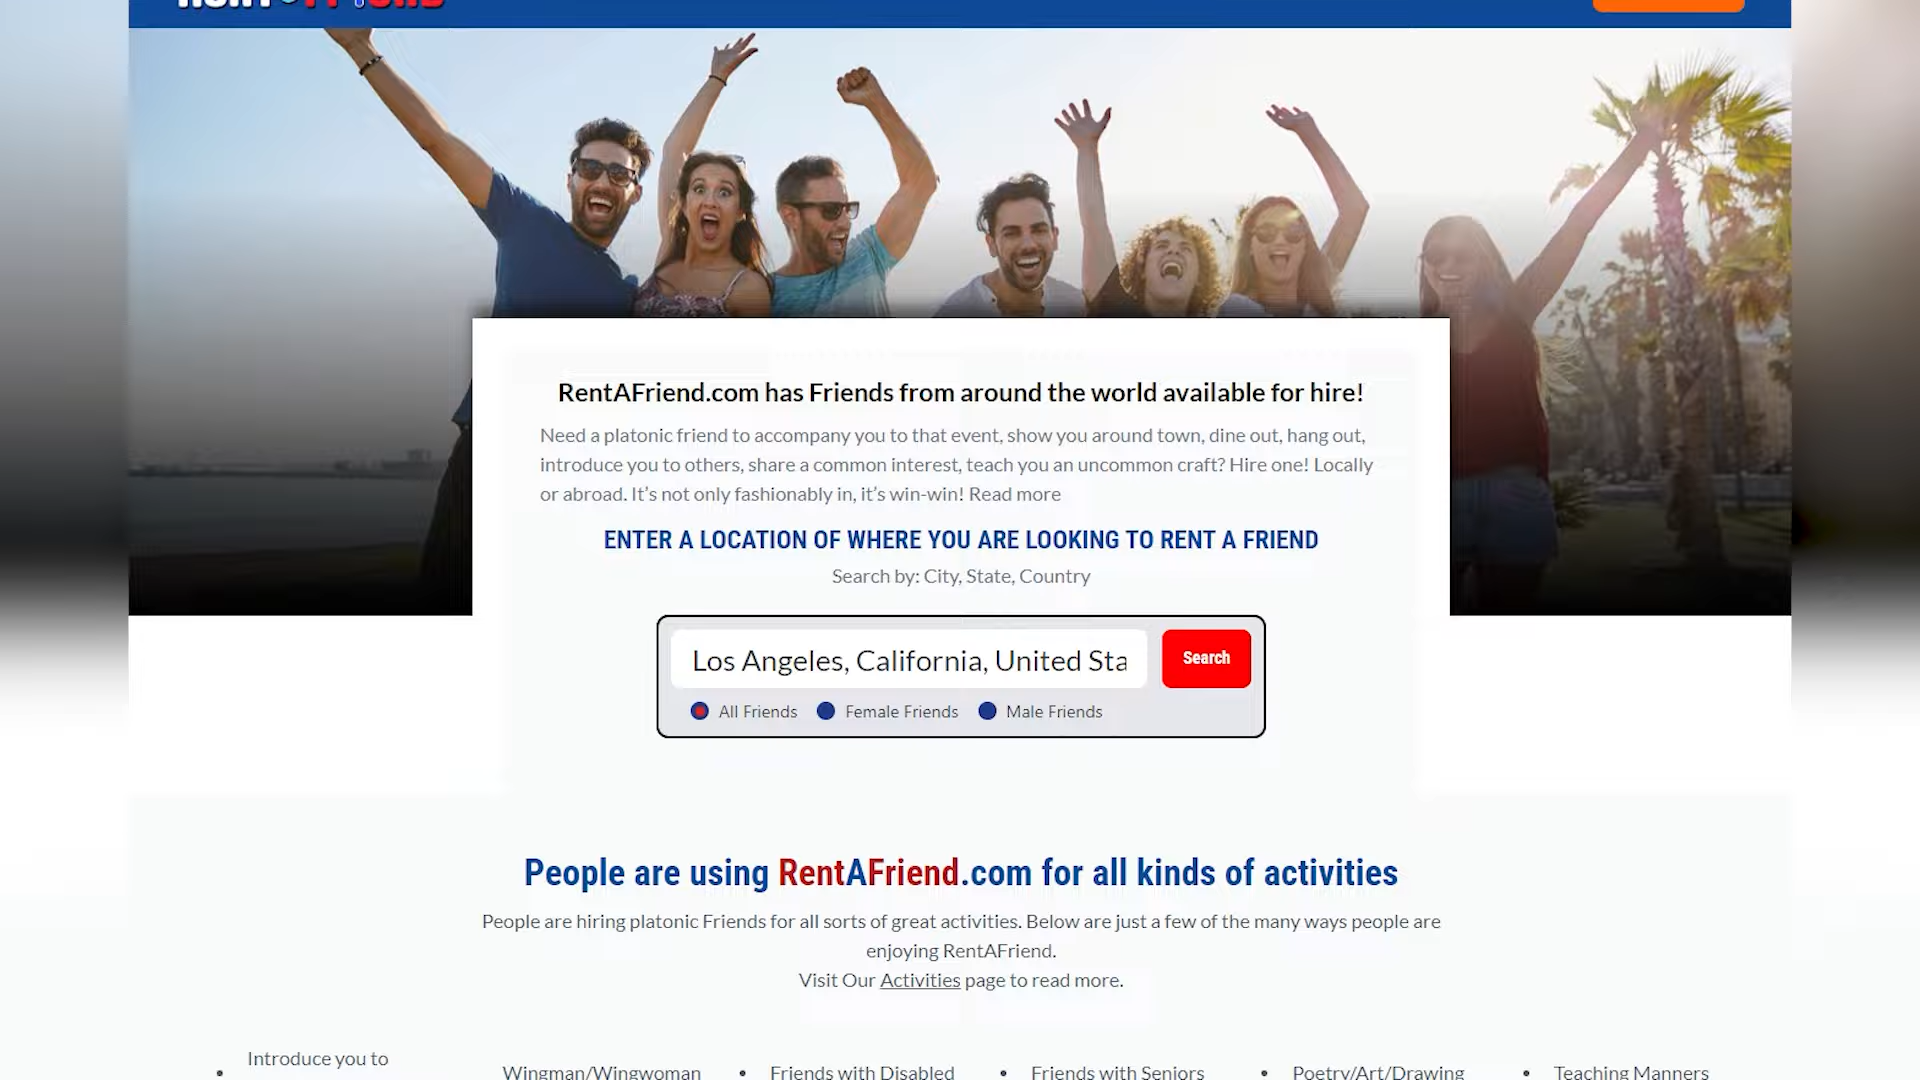 RentAFriend.com has Friends from around the world available for hire!
Need a platonic friend to accompany you to that event, show you around town, dine out, hang out,
introduce you to others, share a common interest, teach you an uncommon craft? Hire one! Locally
or abroad. It's not only fashionably in, it's win-win! Read more
ENTER A LOCATION OF WHERE YOU ARE LOOKING TO RENT A FRIEND
Search by: City, State, Country
Los Angeles, California, United Sta
Search
All Friends Female Friends Male Friends
People are using RentAFriend.com for all kinds of activities
People are hiring platonic Friends for all sorts of great activities. Below are just a few of the many ways people are
enjoying RentAFriend.
Visit Our Activities page to read more.
Introduce you to
Wingman/Wingwoman • Friends with Disabled • Friends with Seniors • Poetry/Art/Drawing • Teaching Manners